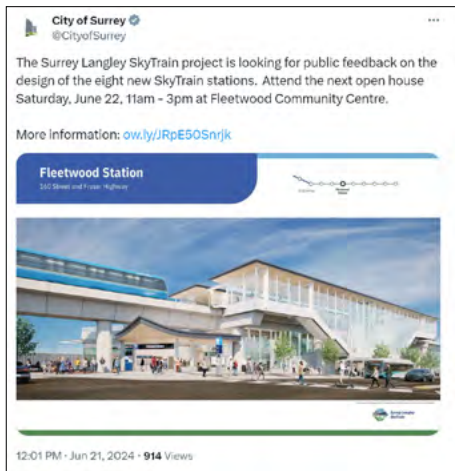 City of Surrey
@CityofSurrey
The Surrey Langley SkyTrain project is looking for public feedback on the
design of the eight new SkyTrain stations. Attend the next open house
Saturday, June 22, 11am - 3pm at Fleetwood Community Centre.
More information: ow.ly/JRpE50Snrjk
Fleetwood Station
160 Street and Fraser Highway
12:01 PM · Jun 21, 2024 · 914 Views